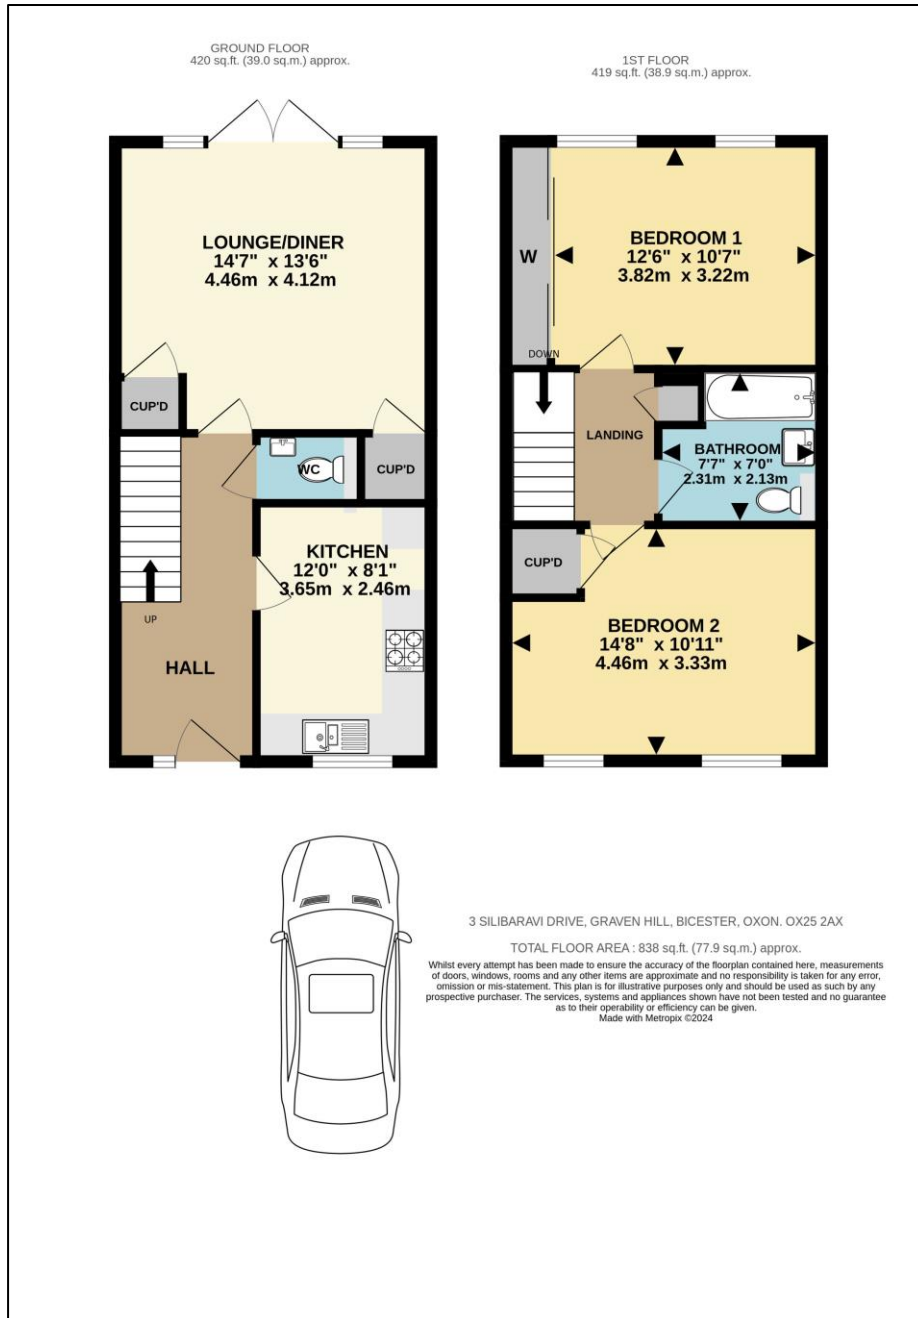 GROUND FLOOR
420 sq.ft. (39.0 sq.m.) approx.
LOUNGE/DINER
14'7" x 13'6"
4.46m x 4.12m
CUP'D
WC
CUP'D
KITCHEN
12'0" x 8'1"
3.65m x 2.46m
UP
HALL
1ST FLOOR
419 sq.ft. (38.9 sq.m.) approx.
BEDROOM 1
12'6" x 10'7"
3.82m x 3.22m
W
DOWN
LANDING
BATHROOM
7'7" x 7'0"
2.31m x 2.13m
CUP'D
BEDROOM 2
14'8" x 10'11"
4.46m x 3.33m
3 SILIBARAVI DRIVE, GRAVEN HILL, BICESTER, OXON. OX25 2AX
TOTAL FLOOR AREA : 838 sq.ft. (77.9 sq.m.) approx.
Whilst every attempt has been made to ensure the accuracy of the floorplan contained here, measurements
of doors, windows, rooms and any other items are approximate and no responsibility is taken for any error,
omission or mis-statement. This plan is for illustrative purposes only and should be used as such by any
prospective purchaser. The services, systems and appliances shown have not been tested and no guarantee
as to their operability or efficiency can be given.
Made with Metropix ©2024